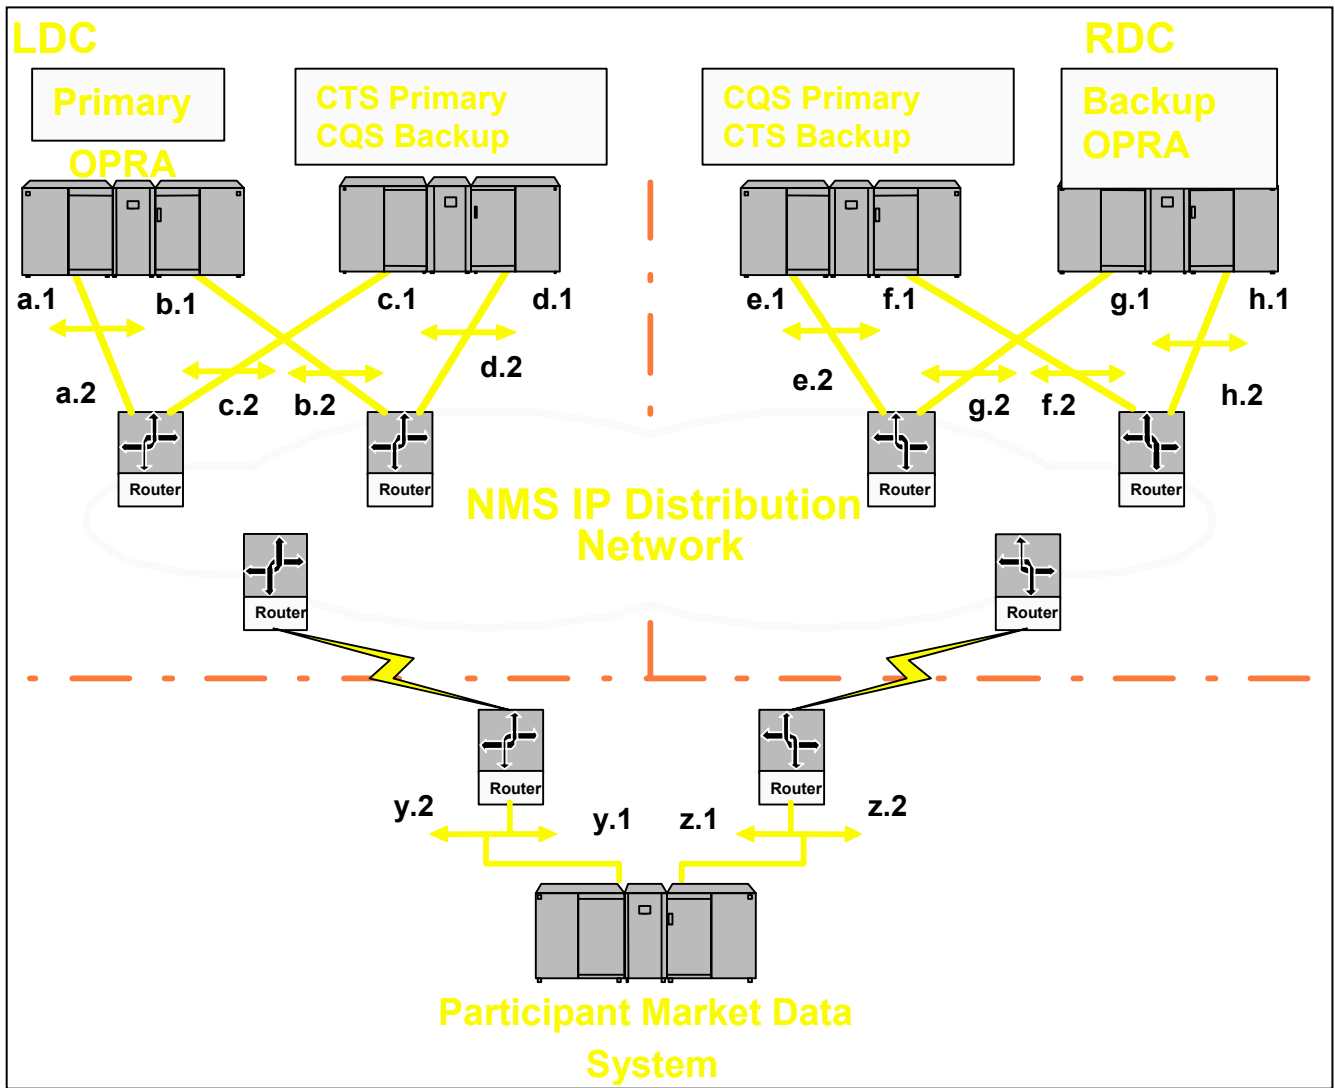 LDC
RDC
Primary
OPRA
CTS Primary
CQS Backup
CQS Primary
CTS Backup
Backup
OPRA
a.1
b.1
c.1
d.1
e.1
f.1
g.1
h.1
a.2
c.2
b.2
d.2
e.2
g.2
f.2
h.2
Router
Router
Router
Router
NMS IP Distribution
Network
Router
Router
Router
Router
y.2
y.1
z.1
z.2
Participant Market Data
System